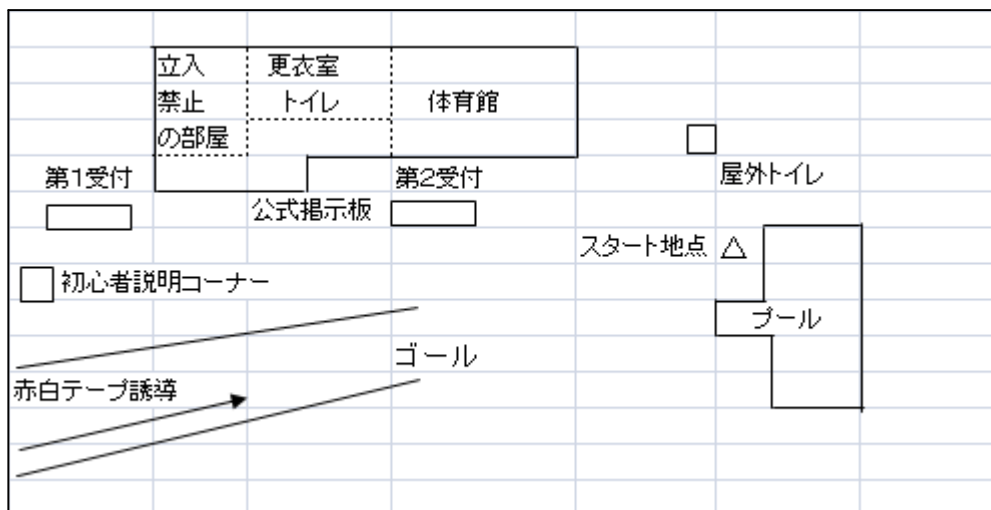 立入
禁止
の部屋
更衣室
トイレ
体育館
第1受付
第2受付
屋外トイレ
公式掲示板
スタート地点
初心者説明コーナー
プール
ゴール
赤白テープ誘導